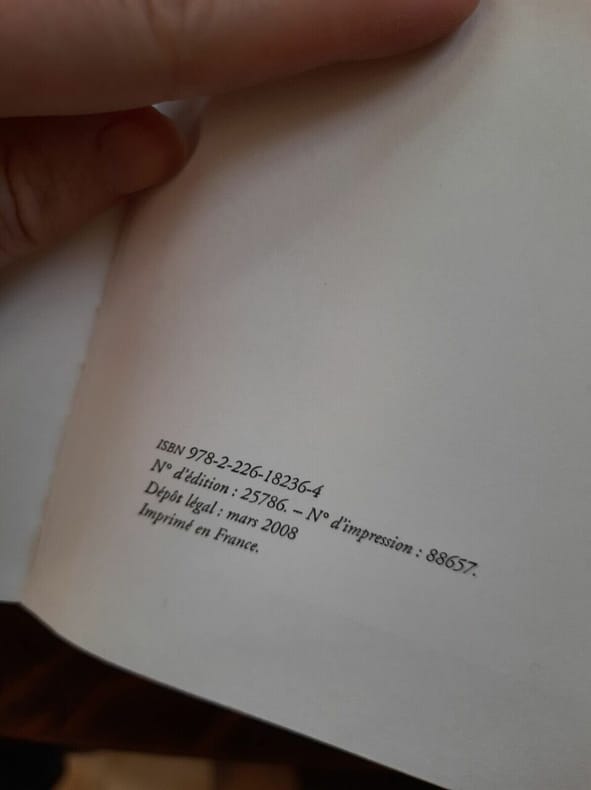 ISBN 978-2-226-18236-4
N° d'édition : 25786. – N° d'impression : 88657.
Dépôt légal : mars 2008
Imprimé en France.